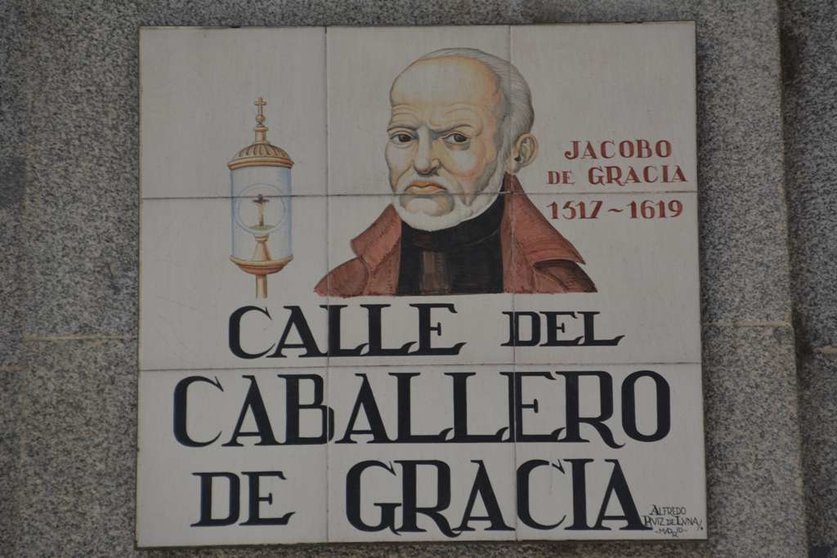 JACOBO
DE GRACIA
1517~1619
CALLE DEL
CABALLERO
DE GRACIA
ALFREDO
RUIZ DE LUNA